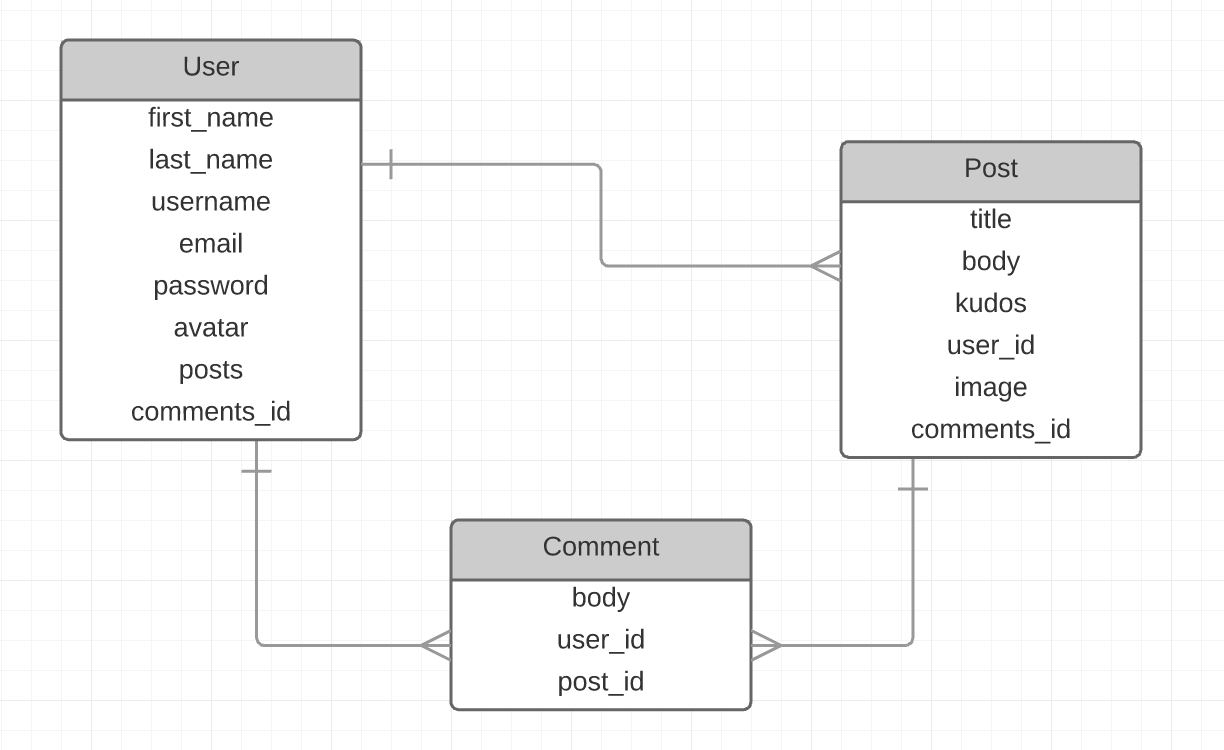 User
first_name
last_name
username
email
password
avatar
posts
comments_id
Post
title
body
kudos
user_id
image
comments_id
Comment
body
user_id
post_id